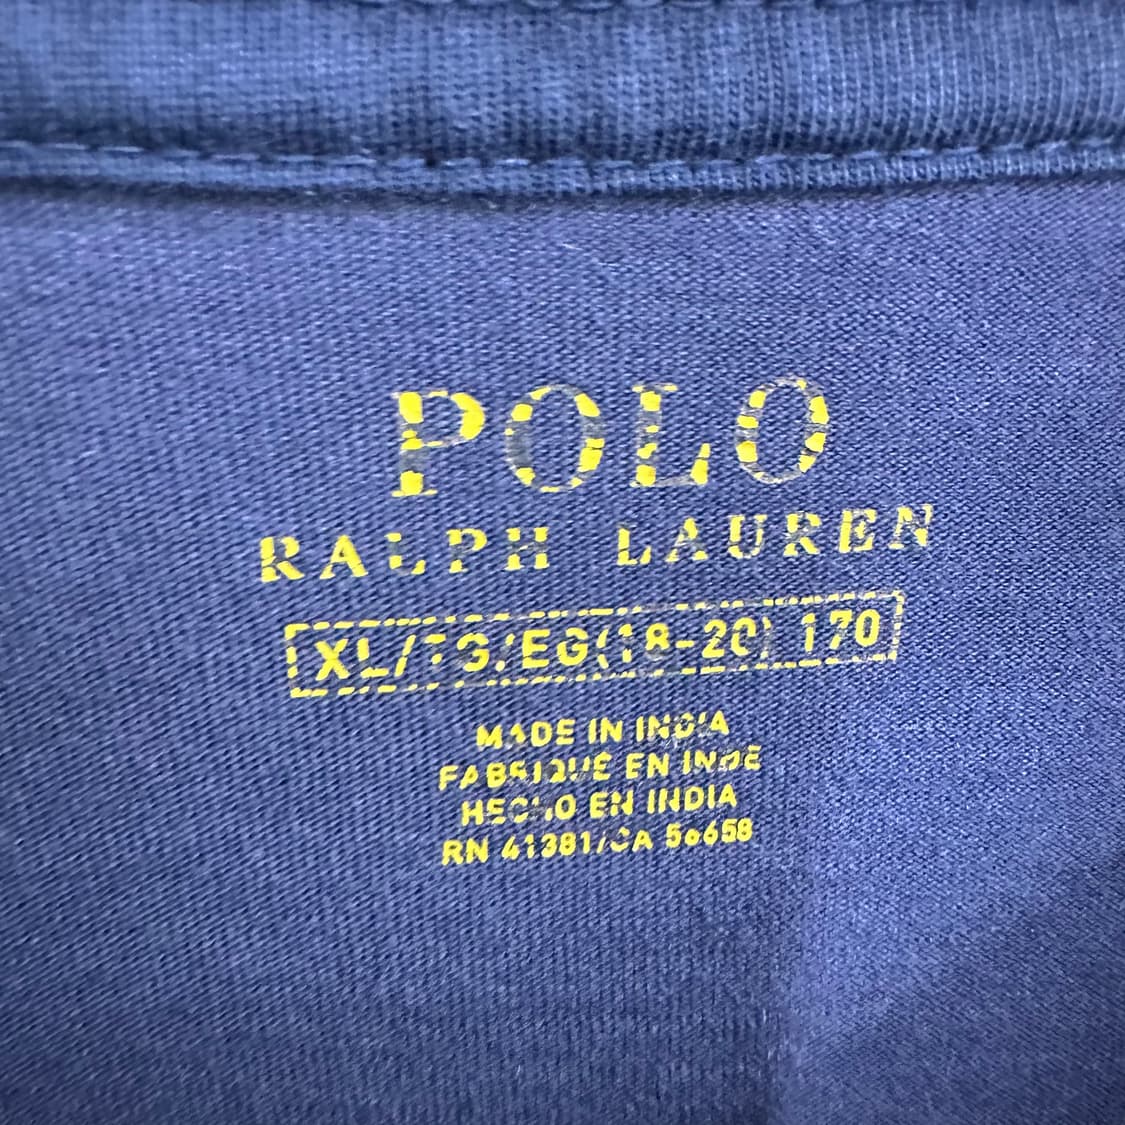 POLO
RALPH LAUREN
XL/TG/EG(18-20) 170
MADE IN INDIA
FABRIQUÉ EN INDE
HECHO EN INDIA
RN 41381/CA 56658